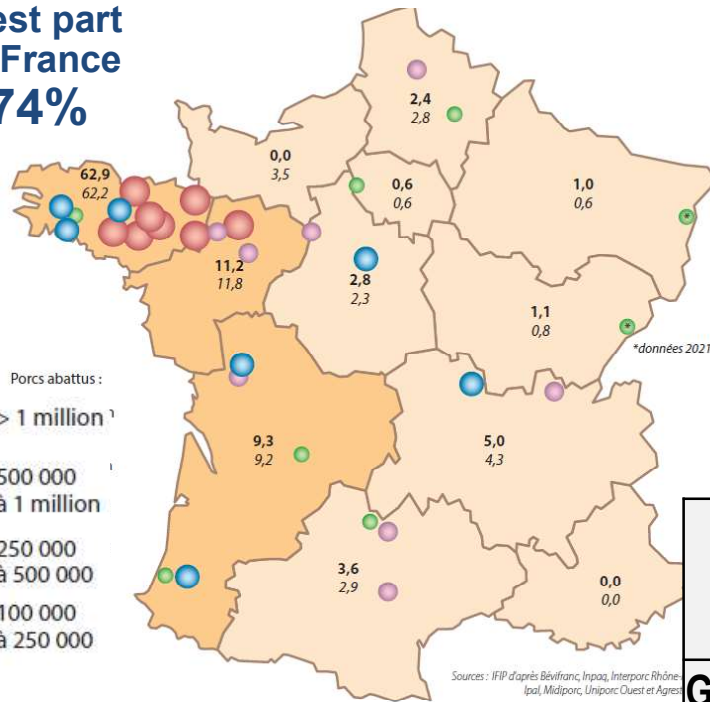 est part
France
74%
2,4
2,8
0,0
3,5
62,9
62,2
0,6
0,6
1,0
0,6
*
11,2
11,8
2,8
2,3
1,1
0,8
*
*données 2021
Porcs abattus :
> 1 million
500 000
à 1 million
250 000
à 500 000
100 000
à 250 000
9,3
9,2
5,0
4,3
3,6
2,9
0,0
0,0
Sources : IFIP d'après Bévifranc, Inpaq, Interporc Rhône-
Ipal, Midiporc, Uniporc Ouest et Agrest
G